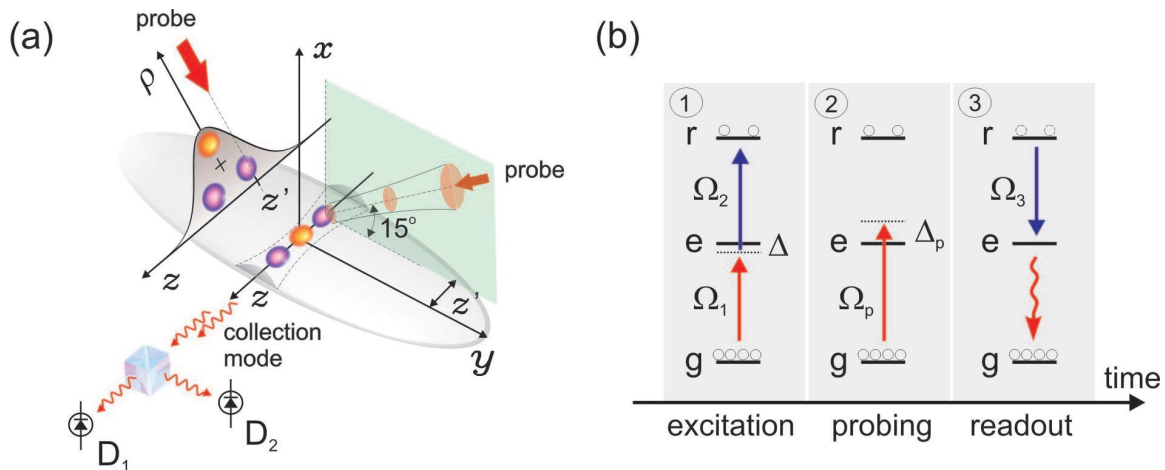 (a)
probe
ρ
x
z'
probe
15°
z
z
z'
collection
mode
y
D₁
D₂
(b)
1
2
3
r
r
r
Ω₂
Ω₃
e
Δ
e
Δₚ
e
Ω₁
Ωₚ
g
g
g
time
excitation
probing
readout